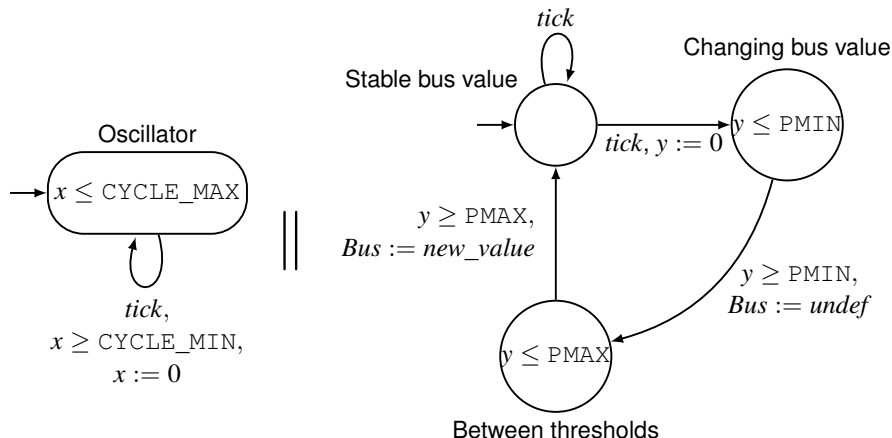 tick
Changing bus value
Stable bus value
y ≤ PMIN
tick, y := 0
Oscillator
x ≤ CYCLE_MAX
y ≥ PMAX,
Bus := new_value
y ≥ PMIN,
Bus := undef
tick,
x ≥ CYCLE_MIN,
x := 0
y ≤ PMAX
Between thresholds